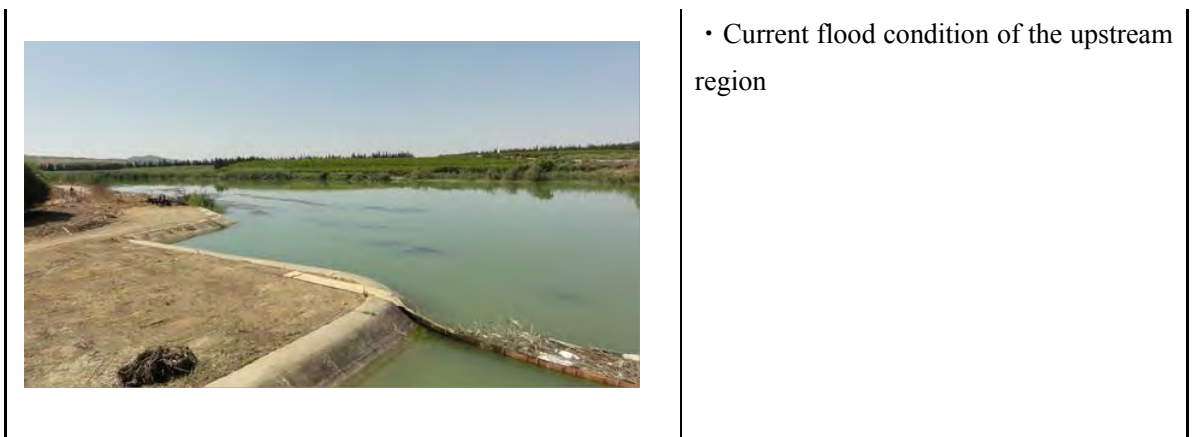 ・Current flood condition of the upstream
region